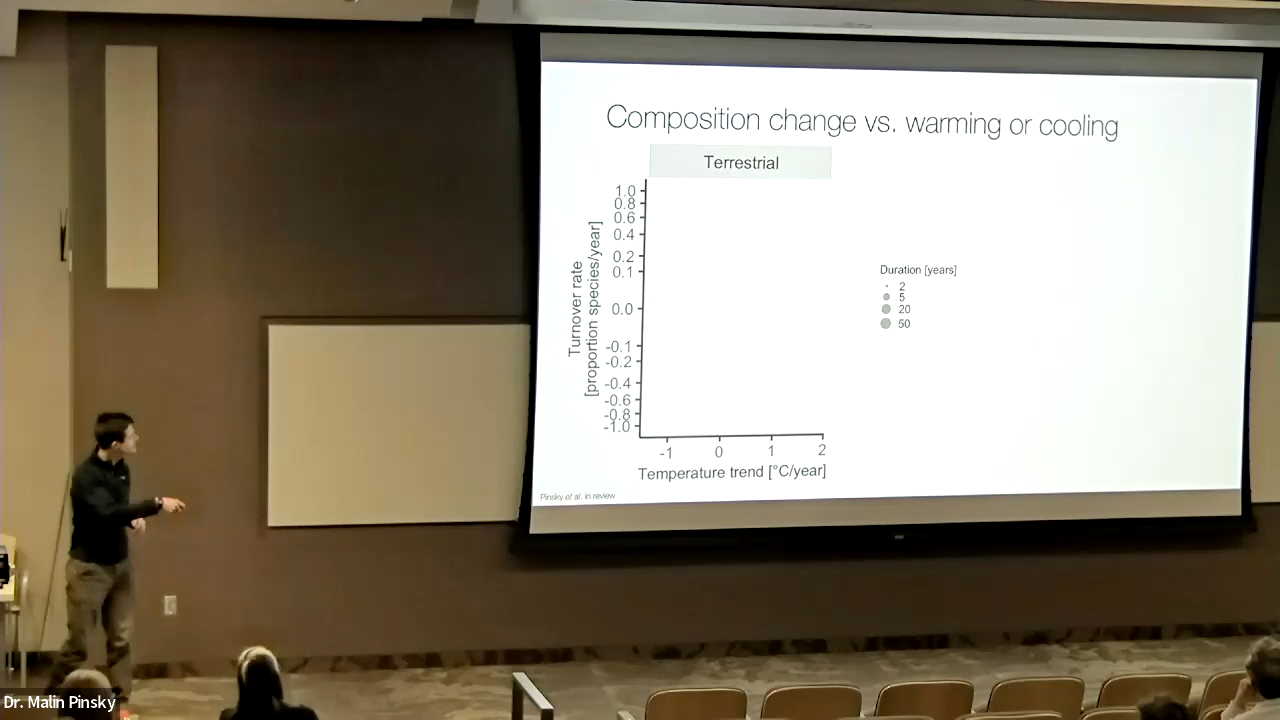 Composition change vs. warming or cooling
Terrestrial
1.0
0.8
0.6
0.4
0.2
0.1
0.0
-0.1
-0.2
-0.4
-0.6
-0.8
-1.0
Turnover rate
[proportion species/year]
-1 0 1 2
Temperature trend [°C/year]
Duration [years]
2
5
20
50
Pinsky et al. in review
Dr. Malin Pinsky